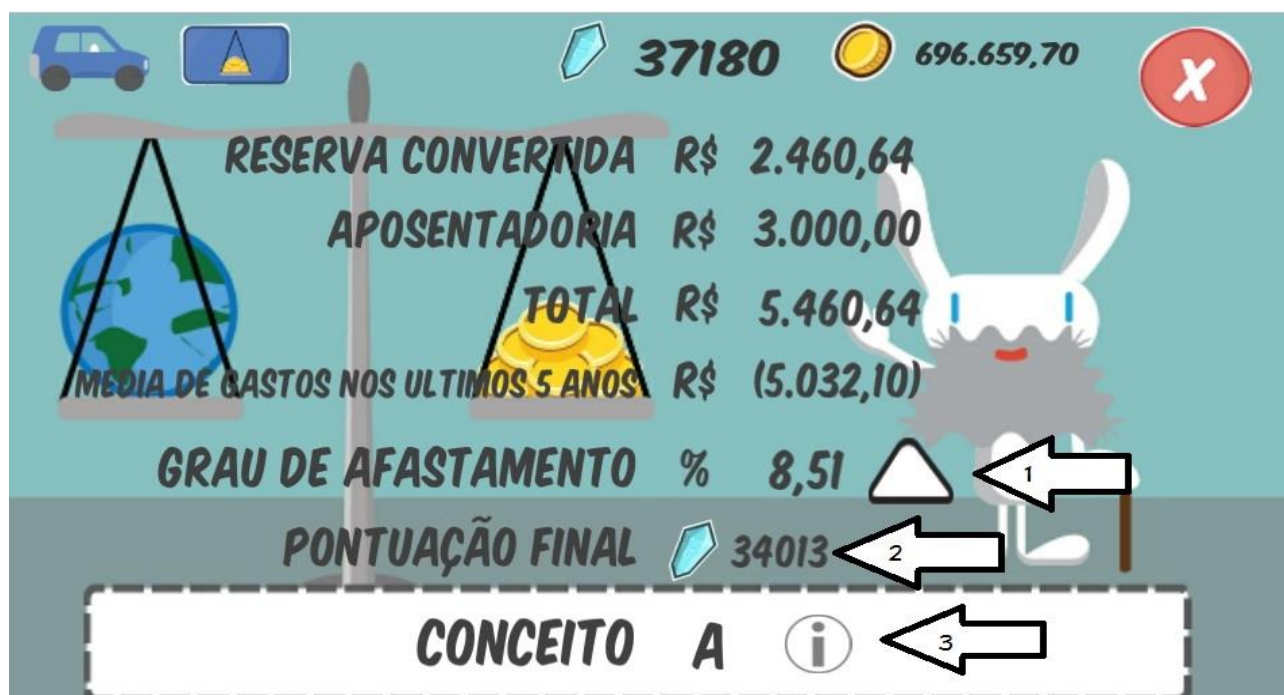 37180 696.659,70 X
RESERVA CONVERTIDA R$ 2.460,64
APOSENTADORIA R$ 3.000,00
TOTAL R$ 5.460,64
MEDIA DE GASTOS NOS ULTIMOS 5 ANOS R$ (5.032,10)
GRAU DE AFASTAMENTO % 8,51 1
PONTUAÇÃO FINAL 34013 2
CONCEITO A i 3